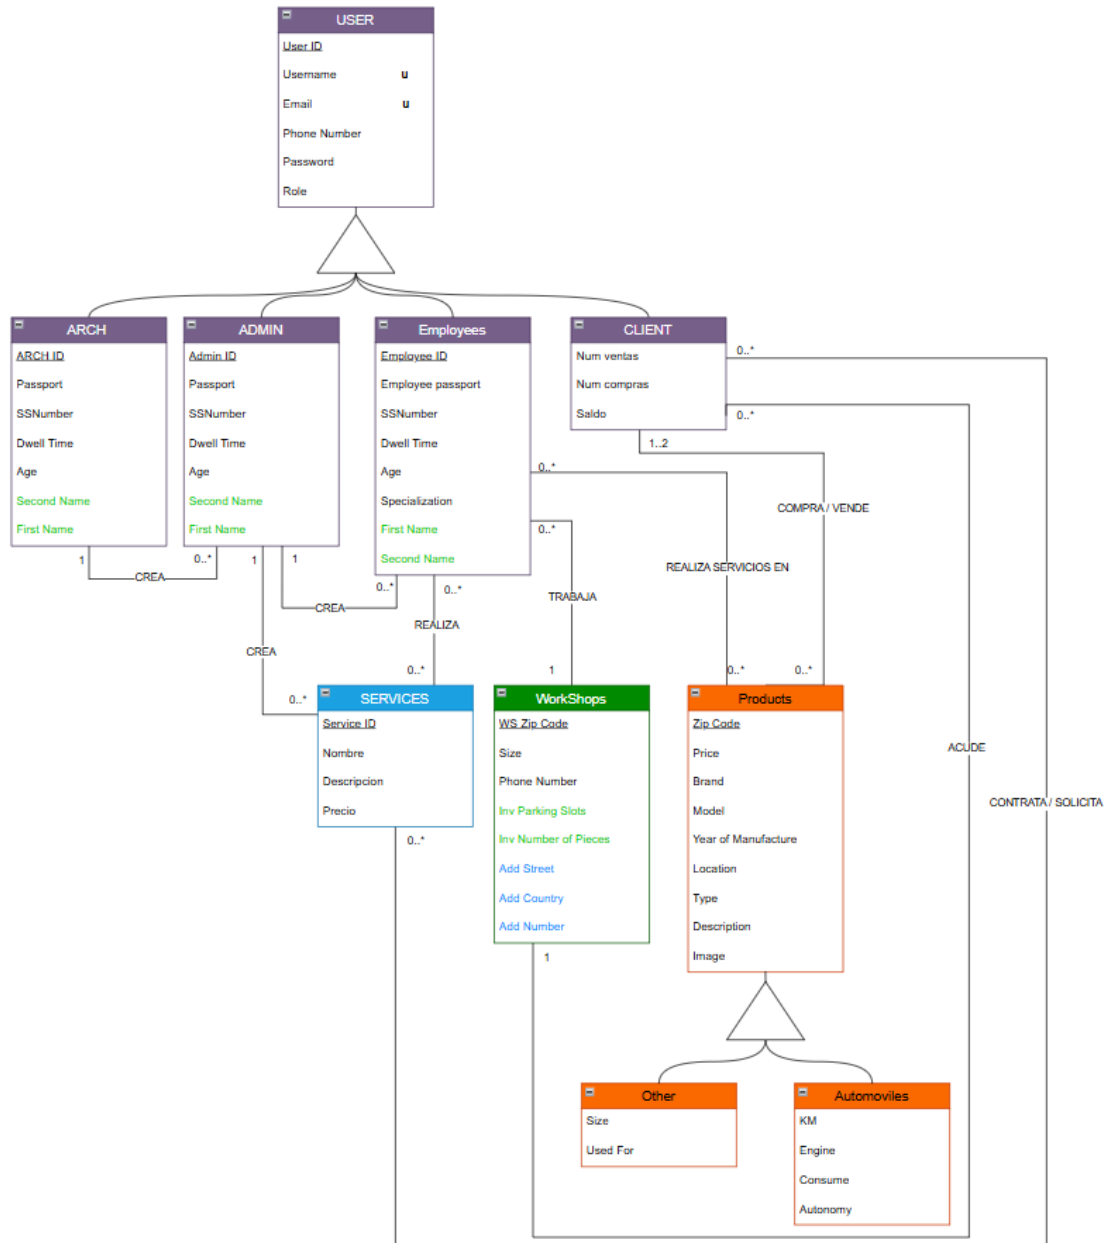 USER
User ID
Username u
Email u
Phone Number
Password
Role
ARCH
ARCH ID
Passport
SSNumber
Dwell Time
Age
Second Name
First Name
ADMIN
Admin ID
Passport
SSNumber
Dwell Time
Age
Second Name
First Name
Employees
Employee ID
Employee passport
SSNumber
Dwell Time
Age
Specialization
First Name
Second Name
CLIENT
Num ventas
Num compras
Saldo
0..*
0..*
1..2
0..*
0..*
COMPRA / VENDE
REALIZA SERVICIOS EN
1
CREA
0..*
1
1
CREA
0..*
0..*
TRABAJA
REALIZA
CREA
0..*
0..*
1
0..*
0..*
SERVICES
Service ID
Nombre
Descripcion
Precio
0..*
WorkShops
WS Zip Code
Size
Phone Number
Inv Parking Slots
Inv Number of Pieces
Add Street
Add Country
Add Number
1
Products
Zip Code
Price
Brand
Model
Year of Manufacture
Location
Type
Description
Image
ACUDE
CONTRATA / SOLICITA
Other
Size
Used For
Automoviles
KM
Engine
Consume
Autonomy